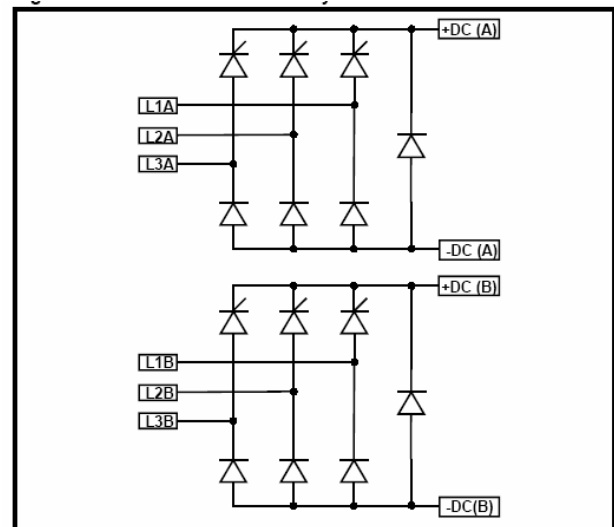 +DC (A)
L1A
L2A
L3A
-DC (A)
+DC (B)
L1B
L2B
L3B
-DC(B)